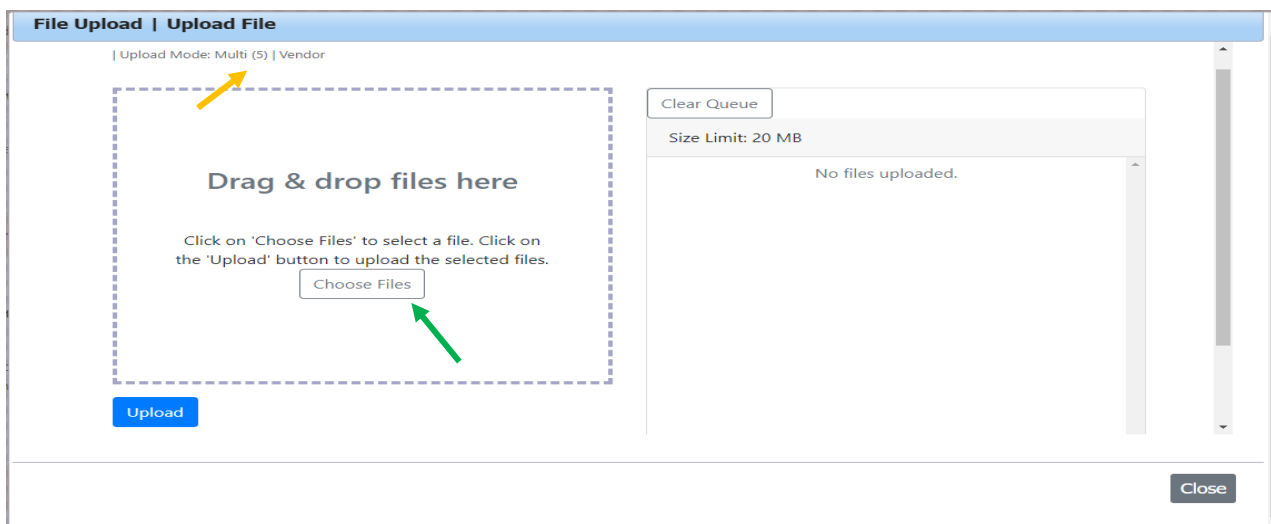 File Upload | Upload File
| Upload Mode: Multi (5) | Vendor
Drag & drop files here
Click on 'Choose Files' to select a file. Click on
the 'Upload' button to upload the selected files.
Choose Files
Upload
Clear Queue
Size Limit: 20 MB
No files uploaded.
Close